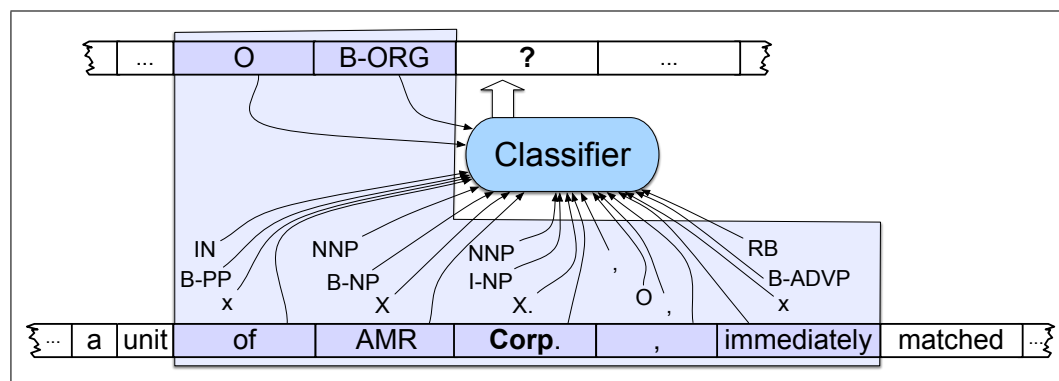 ... O B-ORG ? ...
Classifier
IN NNP NNP , RB
B-PP B-NP I-NP O B-ADVP
x X X. , x
... a unit of AMR Corp. , immediately matched ...